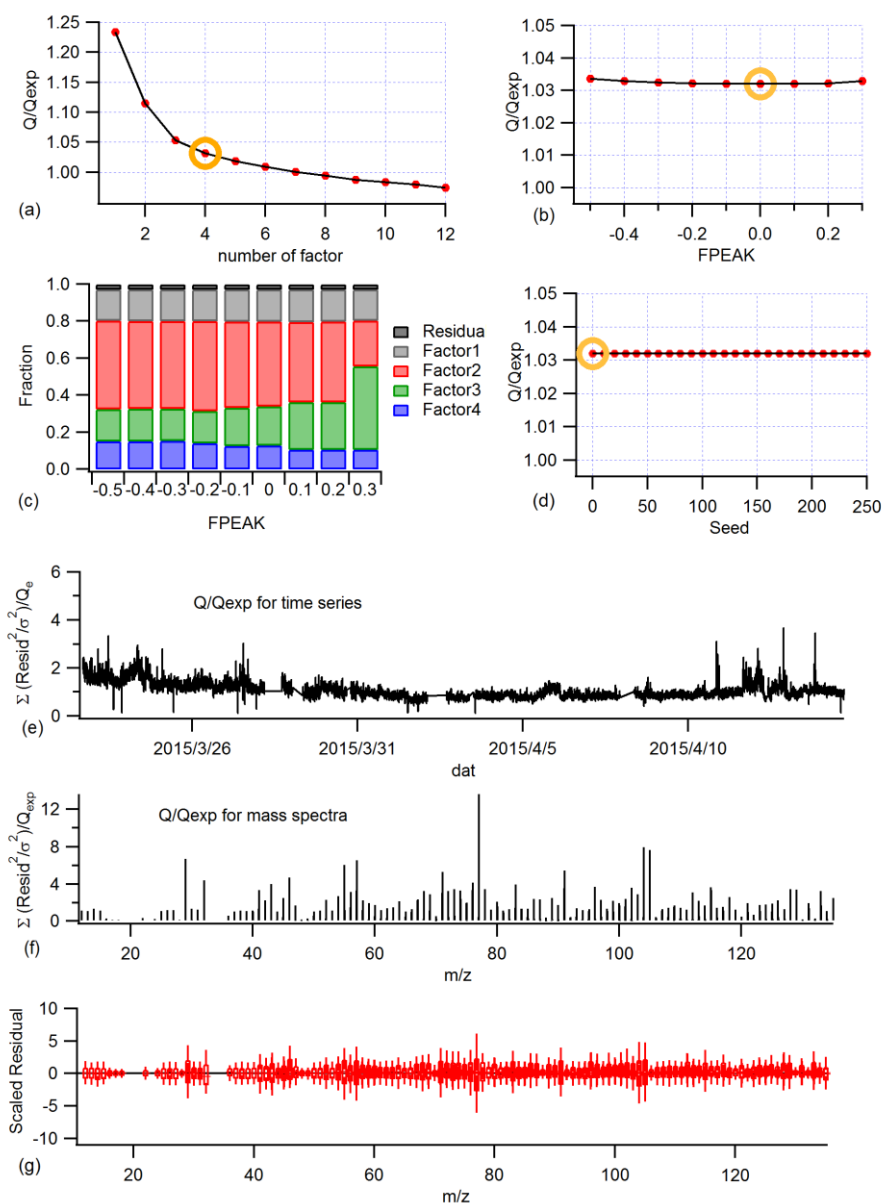 1.25
1.20
1.15
1.10
1.05
1.00
Q/Qexp
2 4 6 8 10 12
(a)
number of factor
1.05
1.04
1.03
1.02
1.01
1.00
Q/Qexp
-0.4 -0.2 0.0 0.2
(b)
FPEAK
1.0
0.8
0.6
0.4
0.2
0.0
Fraction
Residua
Factor1
Factor2
Factor3
Factor4
-0.5 -0.4 -0.3 -0.2 -0.1 0 0.1 0.2 0.3
(c)
FPEAK
1.05
1.04
1.03
1.02
1.01
1.00
Q/Qexp
0 50 100 150 200 250
(d)
Seed
6
4
2
0
Σ (Resid²/σ²)/Qₑ
Q/Qexp for time series
(e)
2015/3/26 2015/3/31 2015/4/5 2015/4/10
dat
12
8
4
0
Σ (Resid²/σ²)/Qₑₓₚ
Q/Qexp for mass spectra
20 40 60 80 100 120
(f)
m/z
10
5
0
-5
-10
Scaled Residual
(g)
20 40 60 80 100 120
m/z